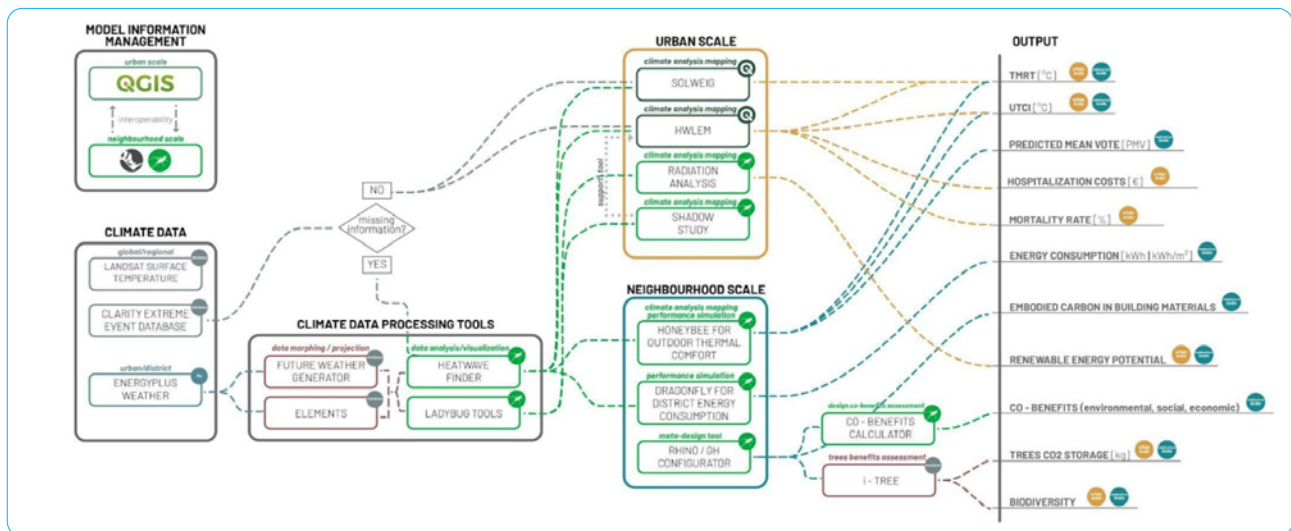 MODEL INFORMATION
MANAGEMENT
urban scale
QGIS
interoperability
neighbourhood scale
CLIMATE DATA
global/regional
LANDSAT SURFACE
TEMPERATURE
CLARITY EXTREME
EVENT DATABASE
urban/district
ENERGYPLUS
WEATHER
NO
missing
information?
YES
CLIMATE DATA PROCESSING TOOLS
data morphing / projection
FUTURE WEATHER
GENERATOR
ELEMENTS
data analysis/visualization
HEATWAVE
FINDER
LADYBUG TOOLS
URBAN SCALE
climate analysis mapping
SOLWEIG
climate analysis mapping
HWLEM
support tool
climate analysis mapping
RADIATION
ANALYSIS
climate analysis mapping
SHADOW
STUDY
NEIGHBOURHOOD SCALE
climate analysis mapping
performance simulation
HONEYBEE FOR
OUTDOOR THERMAL
COMFORT
performance simulation
DRAGONFLY FOR
DISTRICT ENERGY
CONSUMPTION
meta-design tool
RHINO / GH
CONFIGURATOR
design co-benefits assessment
CO - BENEFITS
CALCULATOR
trees benefits assessment
i - TREE
OUTPUT
TMRT [°C]
UTCI [°C]
PREDICTED MEAN VOTE [PMV]
HOSPITALIZATION COSTS [€]
MORTALITY RATE [%]
ENERGY CONSUMPTION [kWh | kWh/m²]
EMBODIED CARBON IN BUILDING MATERIALS
RENEWABLE ENERGY POTENTIAL
CO - BENEFITS (environmental, social, economic)
TREES CO2 STORAGE [kg]
BIODIVERSITY